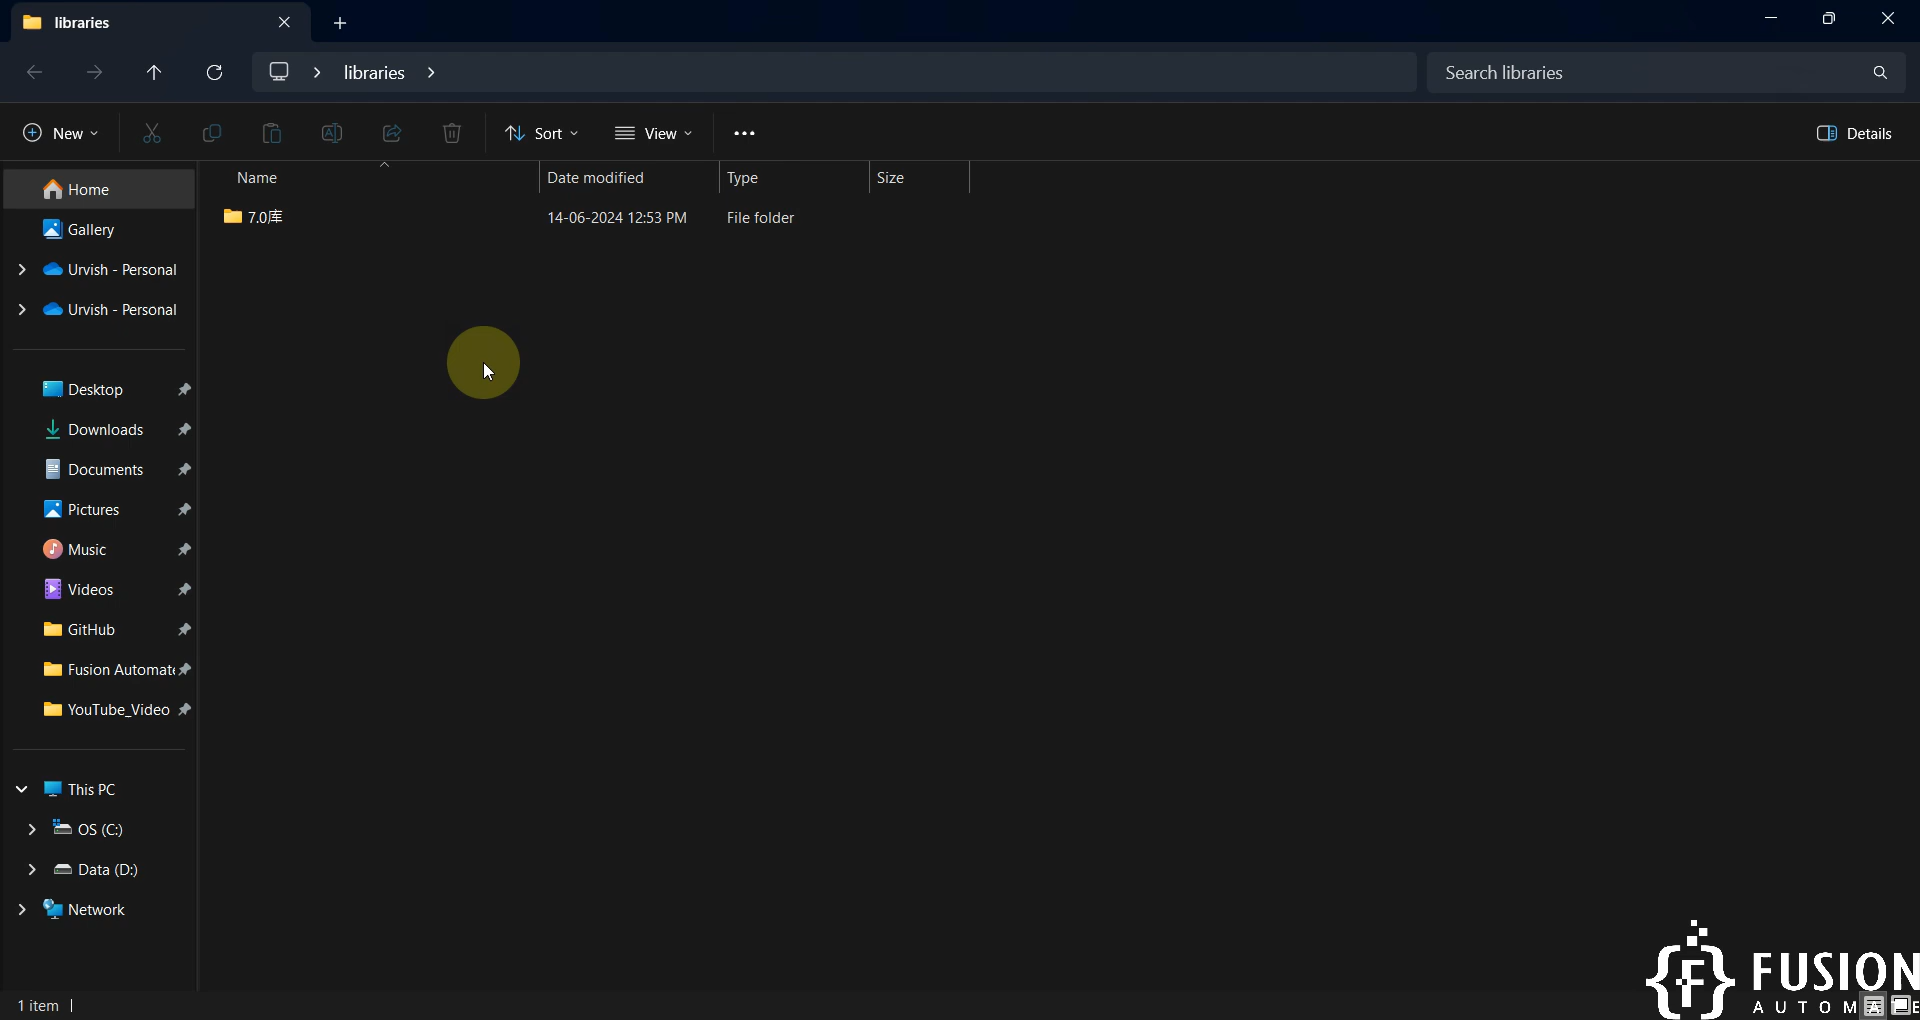 libraries
libraries
Search libraries
New
Sort
View
Details
Name
Date modified
Type
Size
7.0库
14-06-2024 12:53 PM
File folder
Home
Gallery
Urvish - Personal
Urvish - Personal
Desktop
Downloads
Documents
Pictures
Music
Videos
GitHub
Fusion Automat
YouTube_Video
This PC
OS (C:)
Data (D:)
Network
1 item
FUSION
AUTOM